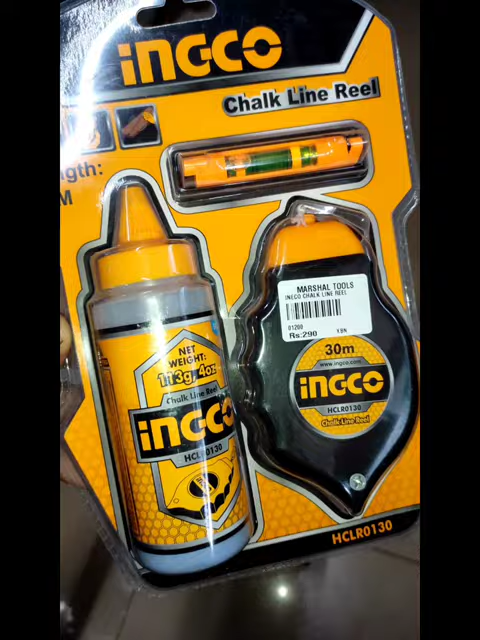 INGCO
Chalk Line Reel
ngth:
M
MARSHAL TOOLS
INGCO CHALK LINE REEL
01260
Rs:290
30m
www.ingco.com
INGCO
HCLR0130
Chalk Line Reel
NET
WEIGHT:
113g, 4oz
Chalk Line Reel
INGCO
HCLR0130
HCLR0130